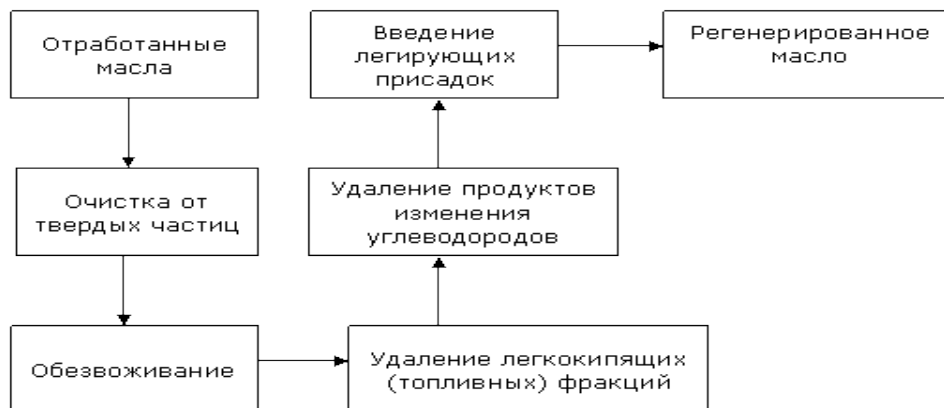 Отработанные
масла
Очистка от
твердых частиц
Обезвоживание
Удаление легкокипящих
(топливных) фракций
Удаление продуктов
изменения
углеводородов
Введение
легирующих
присадок
Регенерированное
масло